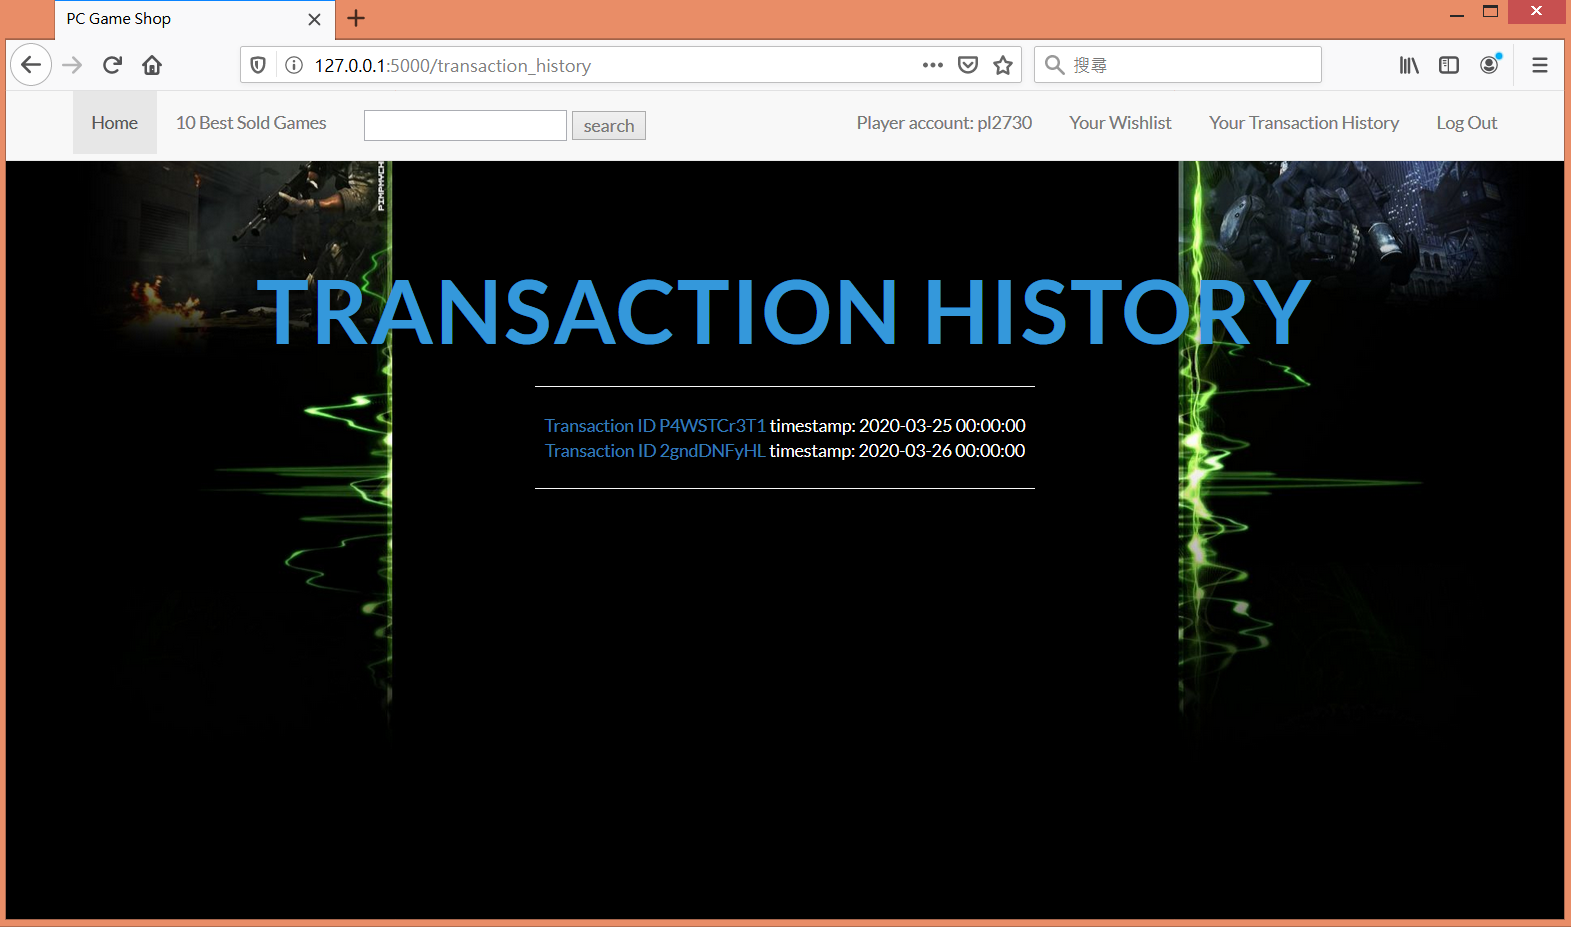 PC Game Shop
127.0.0.1:5000/transaction_history
搜尋
Home
10 Best Sold Games
search
Player account: pl2730
Your Wishlist
Your Transaction History
Log Out
PIMPMYCH
TRANSACTION HISTORY
Transaction ID P4WSTCr3T1 timestamp: 2020-03-25 00:00:00
Transaction ID 2gndDNFyHL timestamp: 2020-03-26 00:00:00